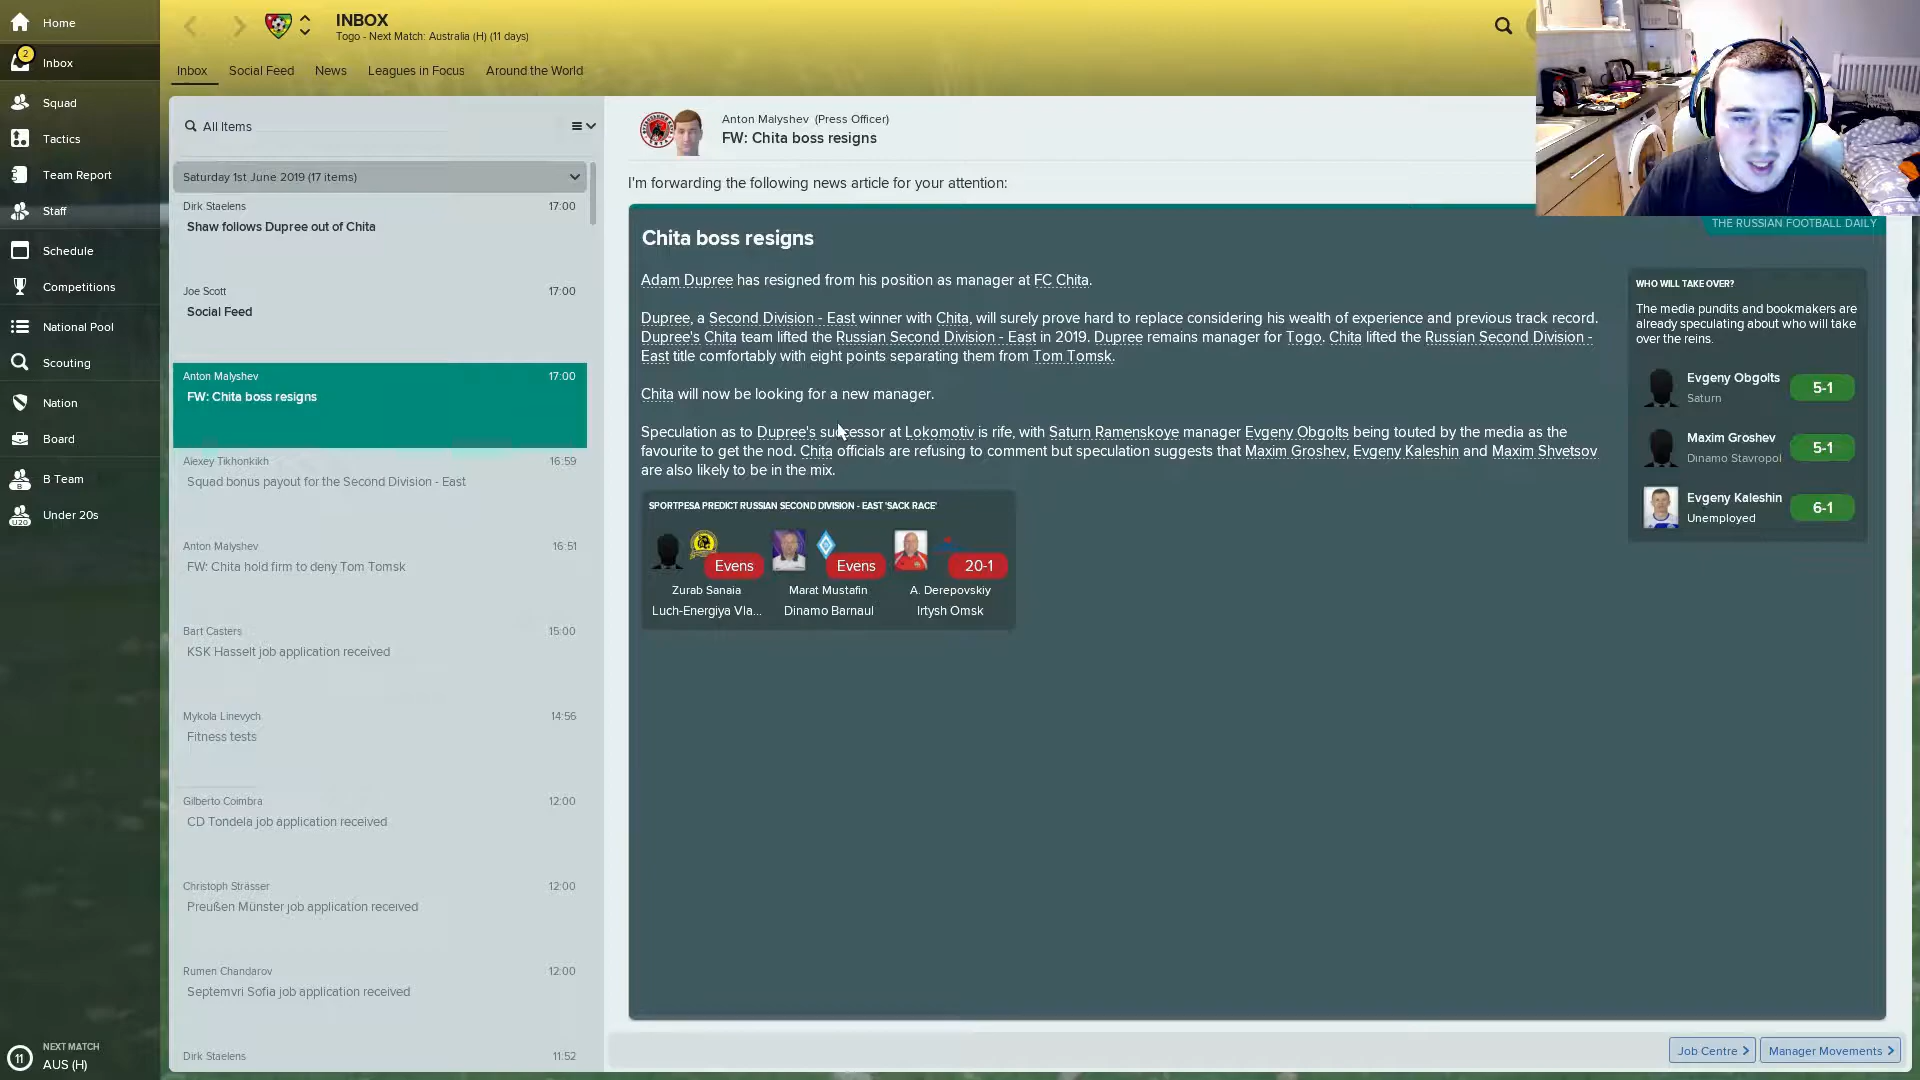 Home
2
Inbox
Squad
Tactics
Team Report
Staff
Schedule
Competitions
National Pool
Scouting
Nation
Board
B
B Team
U20
Under 20s
11
NEXT MATCH
AUS (H)
INBOX
Togo - Next Match: Australia (H) (11 days)
Inbox
Social Feed
News
Leagues in Focus
Around the World
All Items
Saturday 1st June 2019 (17 items)
Dirk Staelens 17:00
Shaw follows Dupree out of Chita
Joe Scott 17:00
Social Feed
Anton Malyshev 17:00
FW: Chita boss resigns
Alexey Tikhonkikh 16:59
Squad bonus payout for the Second Division - East
Anton Malyshev 16:51
FW: Chita hold firm to deny Tom Tomsk
Bart Casters 15:00
KSK Hasselt job application received
Mykola Linevych 14:56
Fitness tests
Gilberto Coimbra 12:00
CD Tondela job application received
Christoph Strässer 12:00
Preußen Münster job application received
Rumen Chandarov 12:00
Septemvri Sofia job application received
Dirk Staelens 11:52
Anton Malyshev (Press Officer)
FW: Chita boss resigns
I'm forwarding the following news article for your attention:
THE RUSSIAN FOOTBALL DAILY
Chita boss resigns
Adam Dupree has resigned from his position as manager at FC Chita.
Dupree, a Second Division - East winner with Chita, will surely prove hard to replace considering his wealth of experience and previous track record.
Dupree's Chita team lifted the Russian Second Division - East in 2019. Dupree remains manager for Togo. Chita lifted the Russian Second Division -
East title comfortably with eight points separating them from Tom Tomsk.
Chita will now be looking for a new manager.
Speculation as to Dupree's successor at Lokomotiv is rife, with Saturn Ramenskoye manager Evgeny Obgolts being touted by the media as the
favourite to get the nod. Chita officials are refusing to comment but speculation suggests that Maxim Groshev, Evgeny Kaleshin and Maxim Shvetsov
are also likely to be in the mix.
SPORTPESA PREDICT RUSSIAN SECOND DIVISION - EAST 'SACK RACE'
Evens
Zurab Sanaia
Luch-Energiya Vla...
Evens
Marat Mustafin
Dinamo Barnaul
20-1
A. Derepovskiy
Irtysh Omsk
WHO WILL TAKE OVER?
The media pundits and bookmakers are
already speculating about who will take
over the reins.
Evgeny Obgolts
Saturn
5-1
Maxim Groshev
Dinamo Stavropol
5-1
Evgeny Kaleshin
Unemployed
6-1
Job Centre
Manager Movements